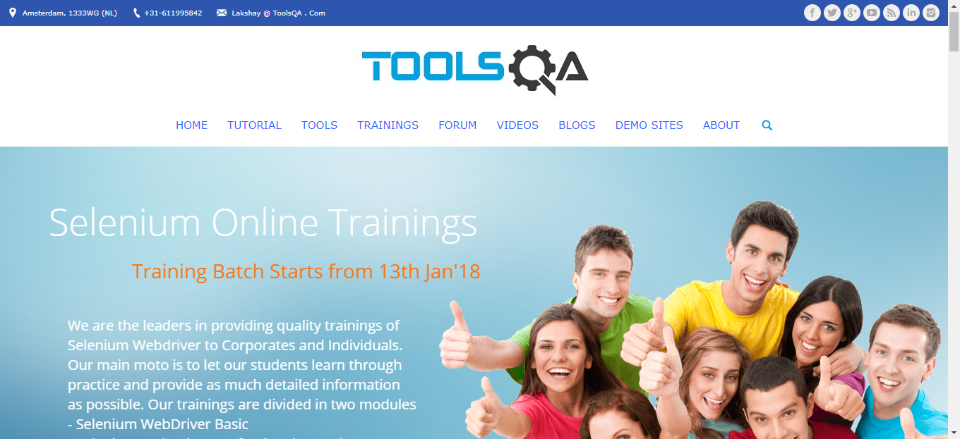 Amsterdam, 1333WG (NL) +31-611995842 Lakshay @ ToolsQA . Com
TOOLSQA
HOME TUTORIAL TOOLS TRAININGS FORUM VIDEOS BLOGS DEMO SITES ABOUT
Selenium Online Trainings
Training Batch Starts from 13th Jan'18
We are the leaders in providing quality trainings of
Selenium Webdriver to Corporates and Individuals.
Our main moto is to let our students learn through
practice and provide as much detailed information
as possible. Our trainings are divided in two modules
- Selenium WebDriver Basic